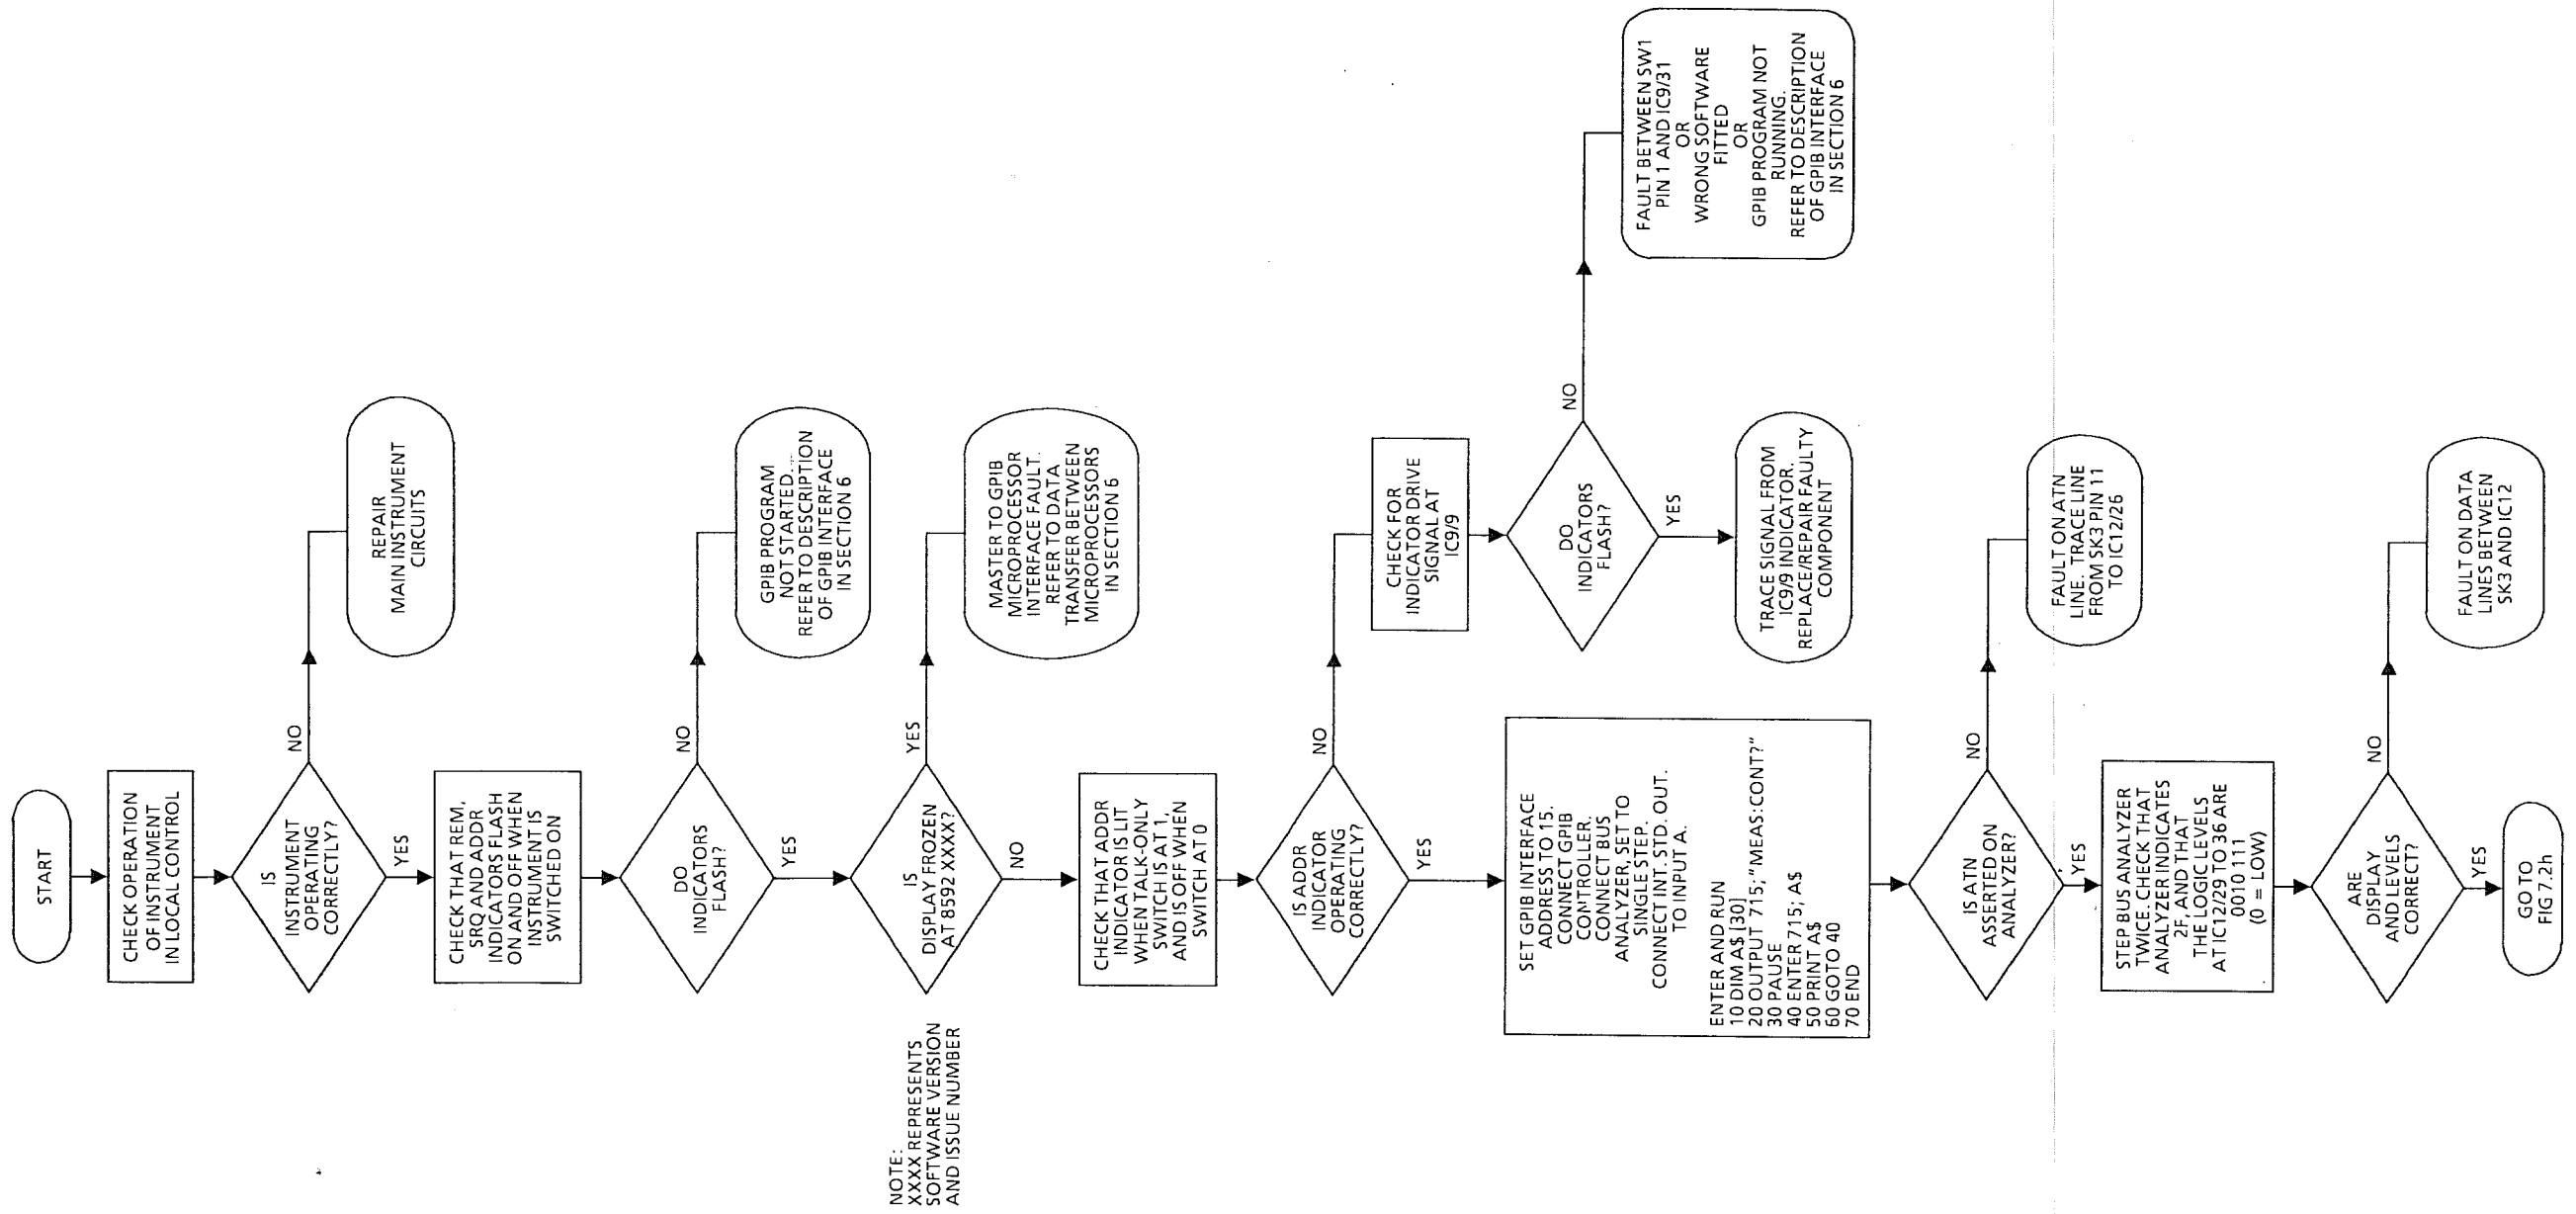 START
CHECK OPERATION
OF INSTRUMENT
IN LOCAL CONTROL
IS
INSTRUMENT
OPERATING
CORRECTLY?
NO
REPAIR
MAIN INSTRUMENT
CIRCUITS
YES
CHECK THAT REM,
SRQ AND ADDR
INDICATORS FLASH
ON AND OFF WHEN
INSTRUMENT IS
SWITCHED ON
DO
INDICATORS
FLASH?
NO
GPIB PROGRAM
NOT STARTED.
REFER TO DESCRIPTION
OF GPIB INTERFACE
IN SECTION 6
YES
NOTE:
XXXX REPRESENTS
SOFTWARE VERSION
AND ISSUE NUMBER
IS
DISPLAY FROZEN
AT 8592 XXXX?
YES
MASTER TO GPIB
MICROPROCESSOR
INTERFACE FAULT.
REFER TO DATA
TRANSFER BETWEEN
MICROPROCESSORS
IN SECTION 6
NO
CHECK THAT ADDR
INDICATOR IS LIT
WHEN TALK-ONLY
SWITCH IS AT 1,
AND IS OFF WHEN
SWITCH AT 0
IS ADDR
INDICATOR
OPERATING
CORRECTLY?
NO
CHECK FOR
INDICATOR DRIVE
SIGNAL AT
IC9/9
DO
INDICATORS
FLASH?
NO
FAULT BETWEEN SW1
PIN 1 AND IC9/31
OR
WRONG SOFTWARE
FITTED
OR
GPIB PROGRAM NOT
RUNNING.
REFER TO DESCRIPTION
OF GPIB INTERFACE
IN SECTION 6
YES
TRACE SIGNAL FROM
IC9/9 INDICATOR.
REPLACE/REPAIR FAULTY
COMPONENT
YES
SET GPIB INTERFACE
ADDRESS TO 15.
CONNECT GPIB
CONTROLLER.
CONNECT BUS
ANALYZER, SET TO
SINGLE STEP.
CONNECT INT. STD. OUT.
TO INPUT A.
ENTER AND RUN
10 DIM A$ [30]
20 OUTPUT 715; "MEAS:CONT?"
30 PAUSE
40 ENTER 715; A$
50 PRINT A$
60 GOTO 40
70 END
IS ATN
ASSERTED ON
ANALYZER?
NO
FAULT ON ATN
LINE. TRACE LINE
FROM SK3 PIN 11
TO IC12/26
YES
STEP BUS ANALYZER
TWICE. CHECK THAT
ANALYZER INDICATES
2F, AND THAT
THE LOGIC LEVELS
AT IC12/29 TO 36 ARE
0010 111
(0 = LOW)
ARE
DISPLAY
AND LEVELS
CORRECT?
NO
FAULT ON DATA
LINES BETWEEN
SK3 AND IC12
YES
GO TO
FIG 7.2h